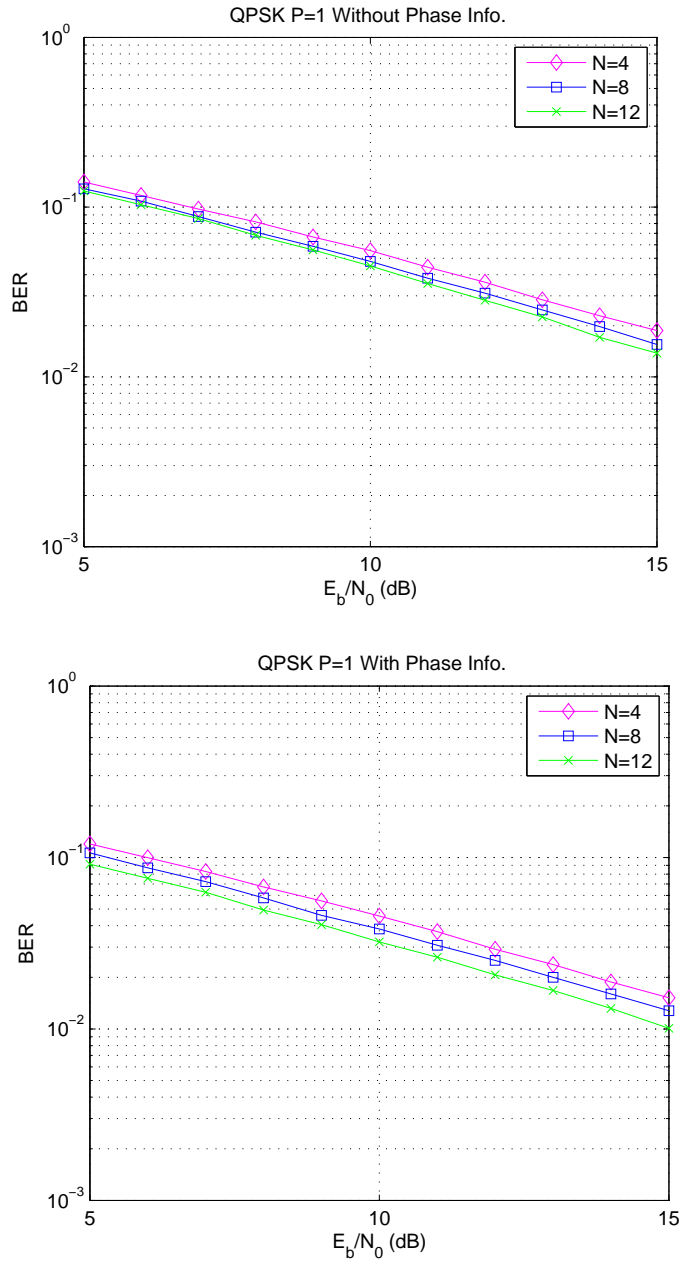 QPSK P=1 Without Phase Info.
10^0
10^-1
10^-2
10^-3
BER
N=4
N=8
N=12
5
10
15
E_b/N_0 (dB)
QPSK P=1 With Phase Info.
10^0
10^-1
10^-2
10^-3
BER
N=4
N=8
N=12
5
10
15
E_b/N_0 (dB)